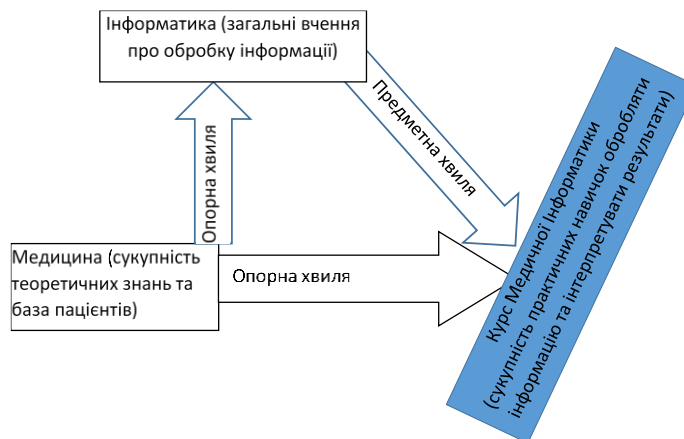 Інформатика (загальні вчення
про обробку інформації)
Предметна хвиля
Опорна хвиля
Медицина (сукупність
теоретичних знань та
база пацієнтів)
Опорна хвиля
Курс Медичної Інформатики
(сукупність практичних навичок обробляти
інформацію та інтерпретувати результати)